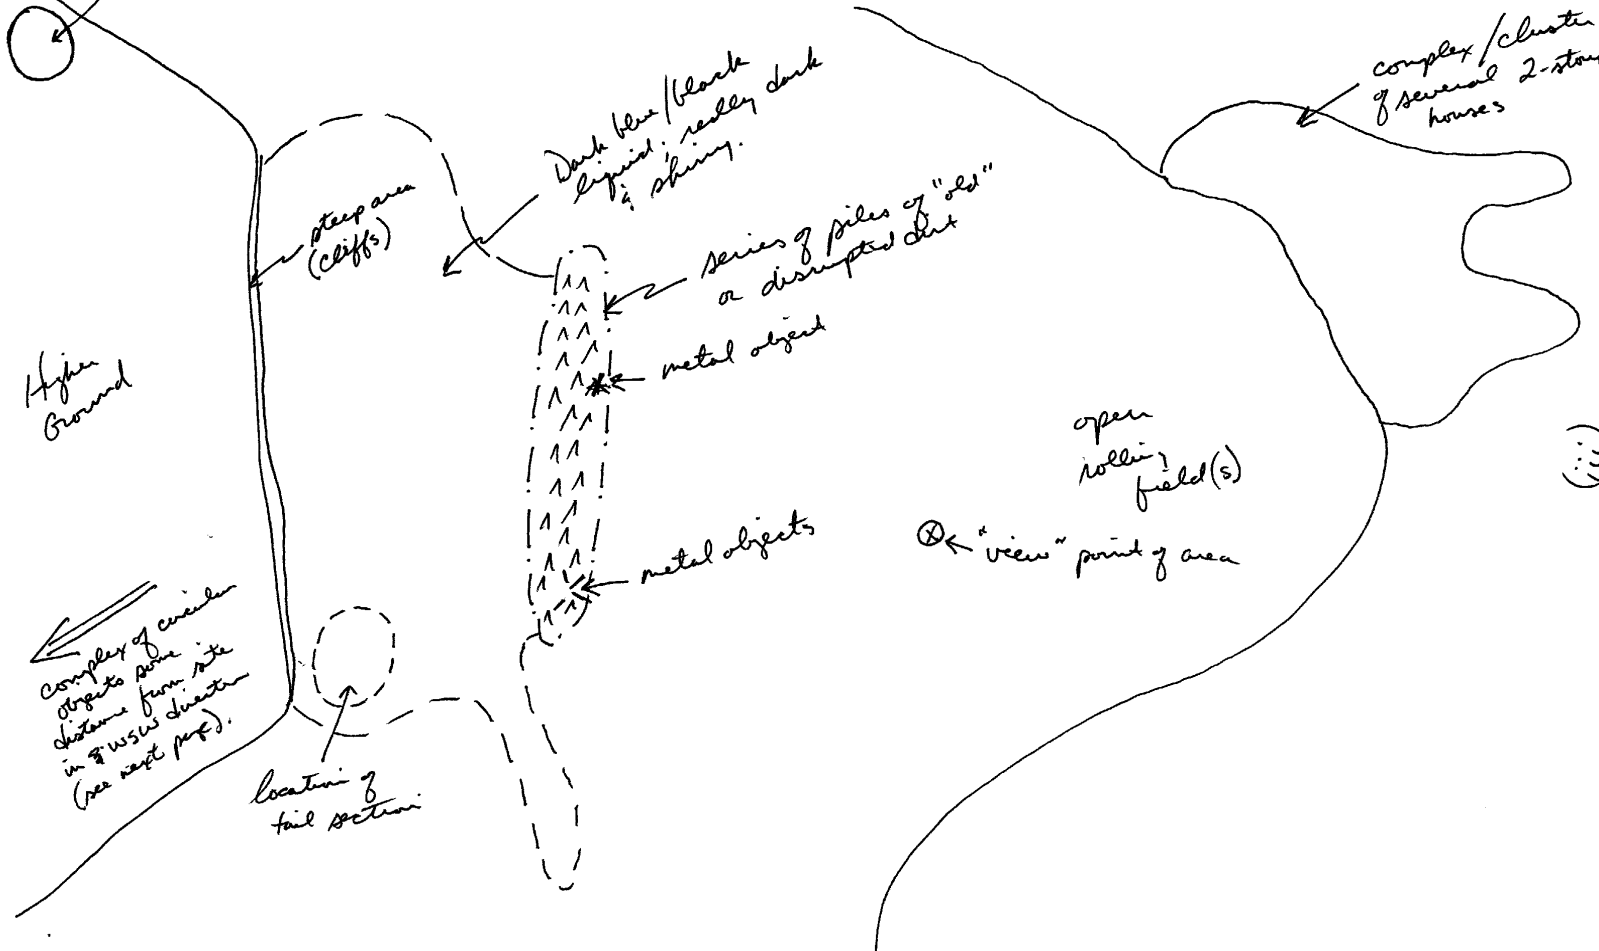 complex/cluster
of several 2-stor
houses
Dark blue/black
liquid; really dark
& shiny.
steep area
(cliffs)
series of piles of "old"
or disrupted dirt
metal object
Higher
Ground
open
rolling
field(s)
"view" point of area
metal objects
complex of circular
objects some
distance from site
in WSW direction
(see next page).
location of
tail section